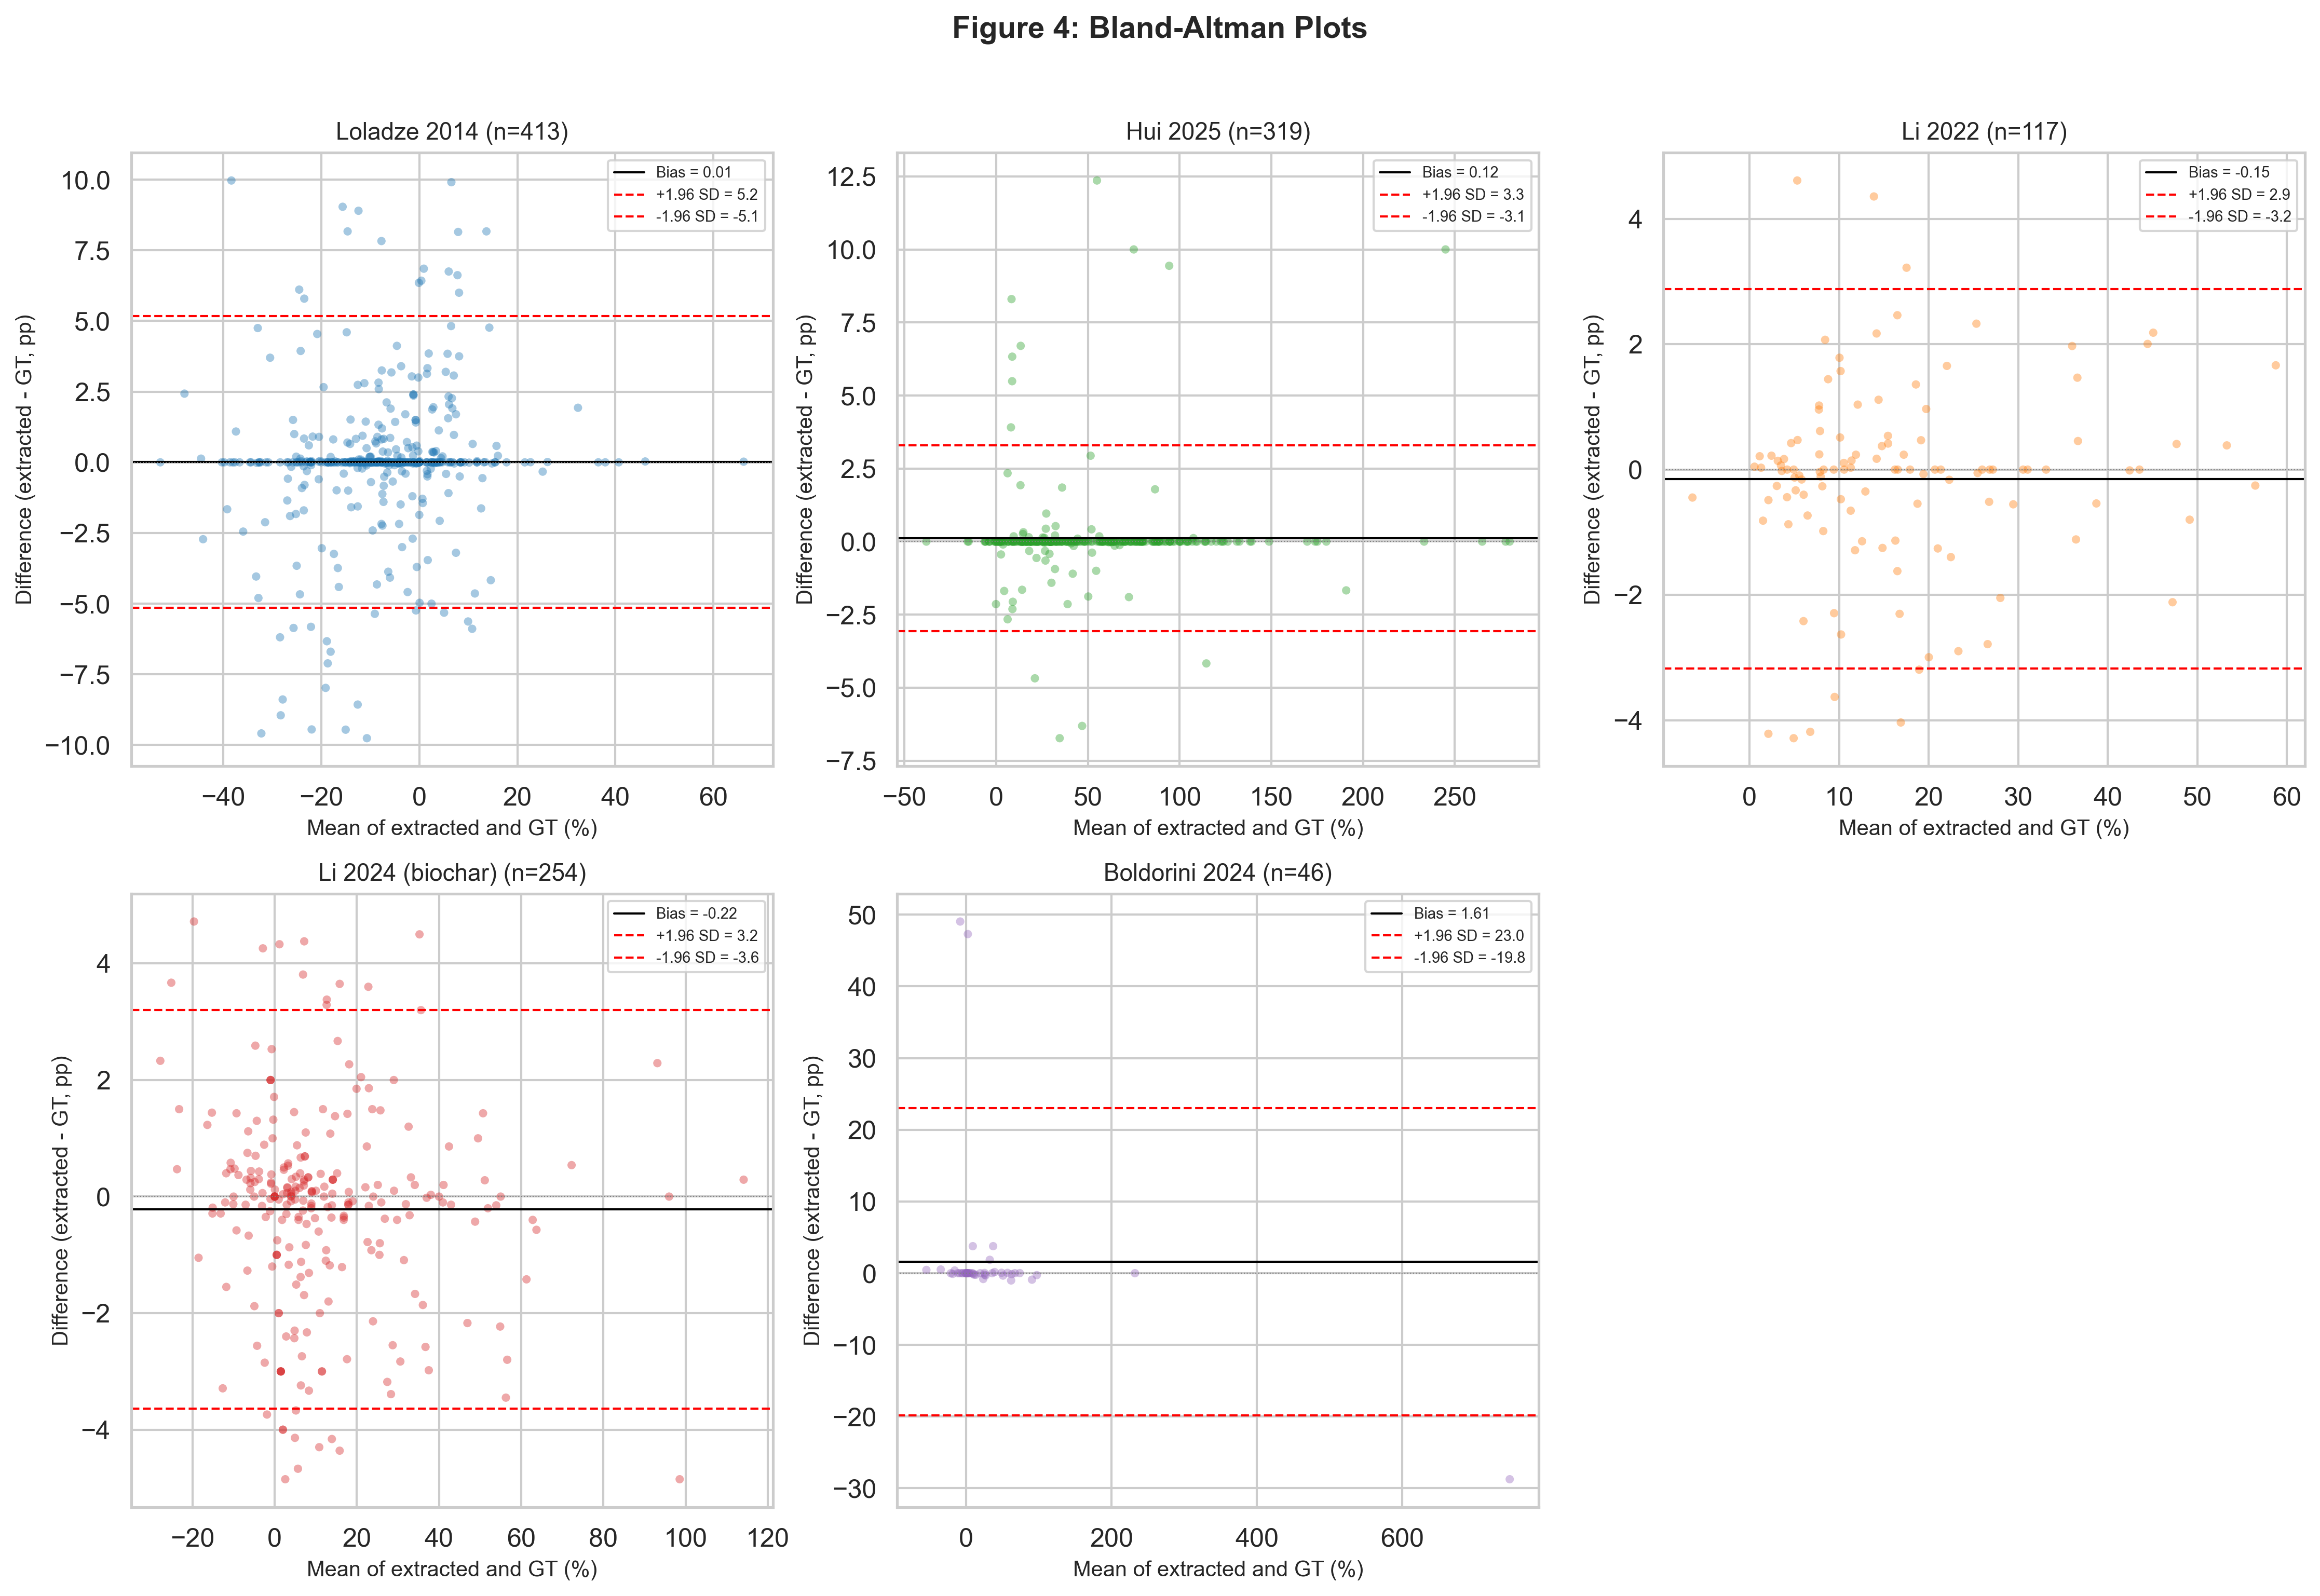 Figure 4: Bland-Altman Plots
Loladze 2014 (n=413)
Bias = 0.01
+1.96 SD = 5.2
-1.96 SD = -5.1
10.0
7.5
5.0
2.5
0.0
−2.5
−5.0
−7.5
−10.0
Difference (extracted - GT, pp)
−40
−20
0
20
40
60
Mean of extracted and GT (%)
Hui 2025 (n=319)
Bias = 0.12
+1.96 SD = 3.3
-1.96 SD = -3.1
12.5
10.0
7.5
5.0
2.5
0.0
−2.5
−5.0
−7.5
Difference (extracted - GT, pp)
−50
0
50
100
150
200
250
Mean of extracted and GT (%)
Li 2022 (n=117)
Bias = -0.15
+1.96 SD = 2.9
-1.96 SD = -3.2
4
2
0
−2
−4
Difference (extracted - GT, pp)
0
10
20
30
40
50
60
Mean of extracted and GT (%)
Li 2024 (biochar) (n=254)
Bias = -0.22
+1.96 SD = 3.2
-1.96 SD = -3.6
4
2
0
−2
−4
Difference (extracted - GT, pp)
−20
0
20
40
60
80
100
120
Mean of extracted and GT (%)
Boldorini 2024 (n=46)
Bias = 1.61
+1.96 SD = 23.0
-1.96 SD = -19.8
50
40
30
20
10
0
−10
−20
−30
Difference (extracted - GT, pp)
0
200
400
600
Mean of extracted and GT (%)